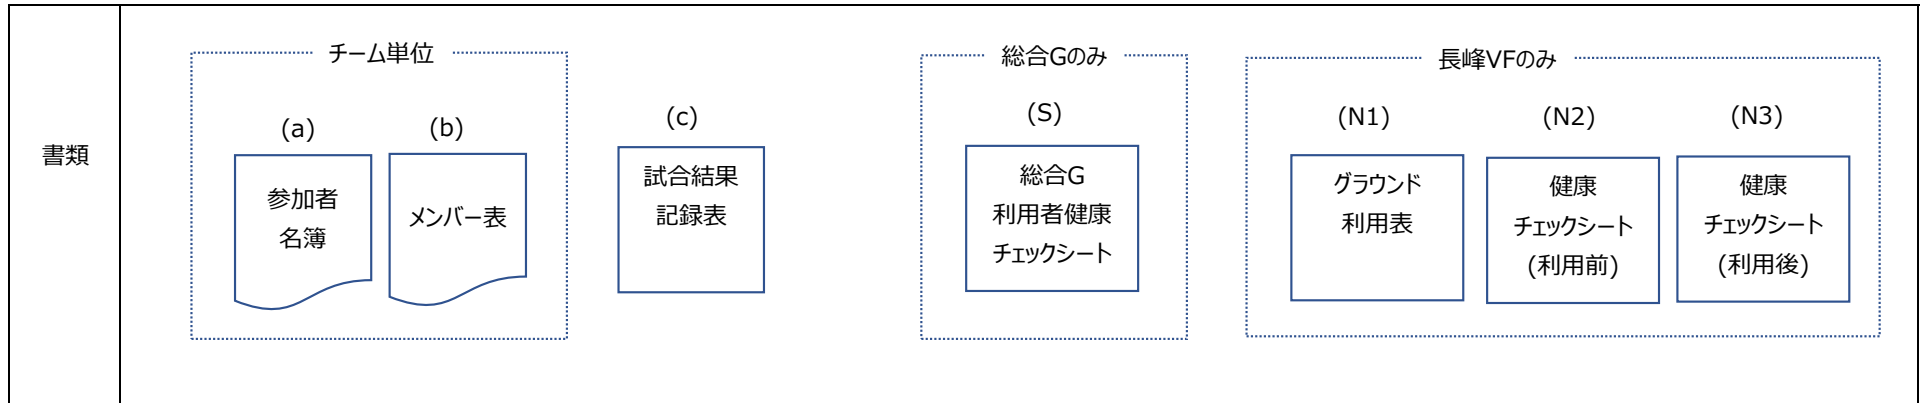 書類
チーム単位
(a)
参加者
名簿
(b)
メンバー表
(c)
試合結果
記録表
総合Gのみ
(S)
総合G
利用者健康
チェックシート
長峰VFのみ
(N1)
グラウンド
利用表
(N2)
健康
チェックシート
(利用前)
(N3)
健康
チェックシート
(利用後)